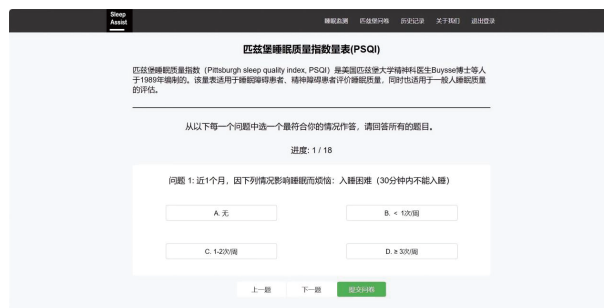 Sleep
Assist
睡眠监测 匹兹堡问卷 历史记录 关于我们 退出登录
匹兹堡睡眠质量指数量表(PSQI)
匹兹堡睡眠质量指数（Pittsburgh sleep quality index, PSQI）是美国匹兹堡大学精神科医生Buysse博士等人
于1989年编制的。该量表适用于睡眠障碍患者、精神障碍患者评价睡眠质量，同时也适用于一般人睡眠质量
的评估。
从以下每一个问题中选一个最符合你的情况作答，请回答所有的题目。
进度: 1 / 18
问题 1: 近1个月，因下列情况影响睡眠而烦恼：入睡困难（30分钟内不能入睡）
A. 无 B. < 1次/周
C. 1-2次/周 D. ≥ 3次/周
上一题 下一题 提交问卷